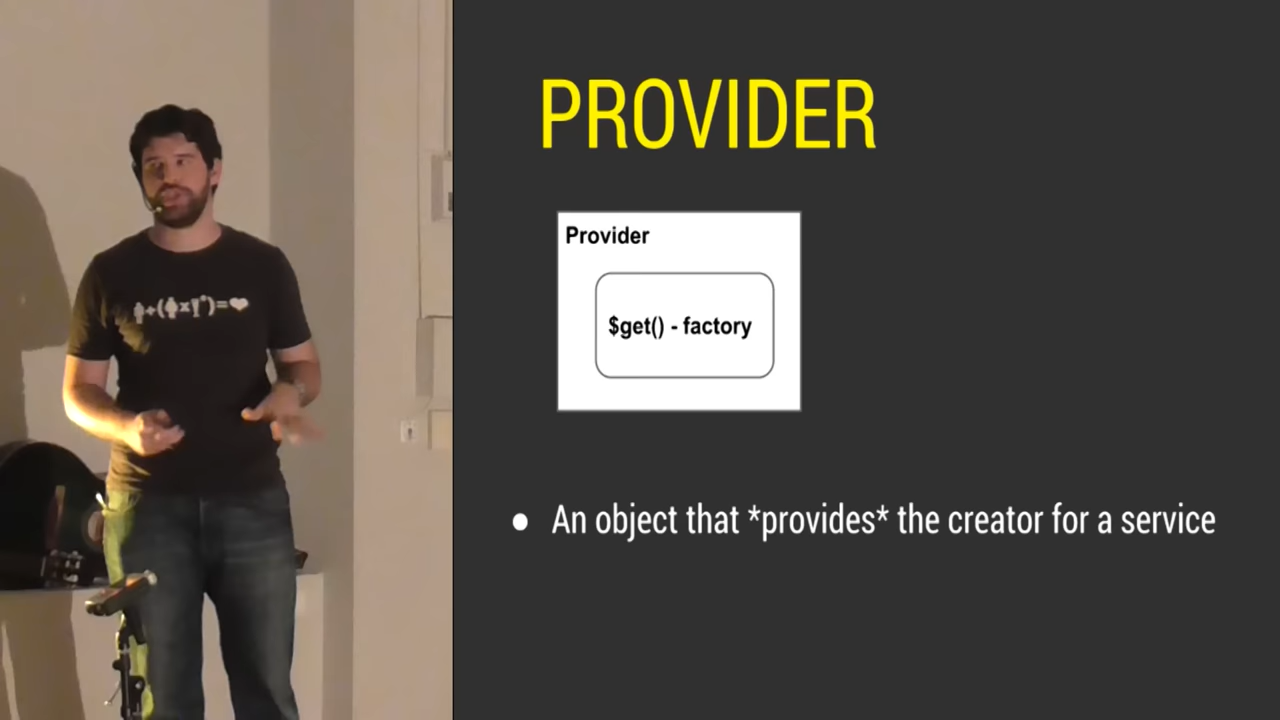 PROVIDER
Provider
$get() - factory
● An object that *provides* the creator for a service